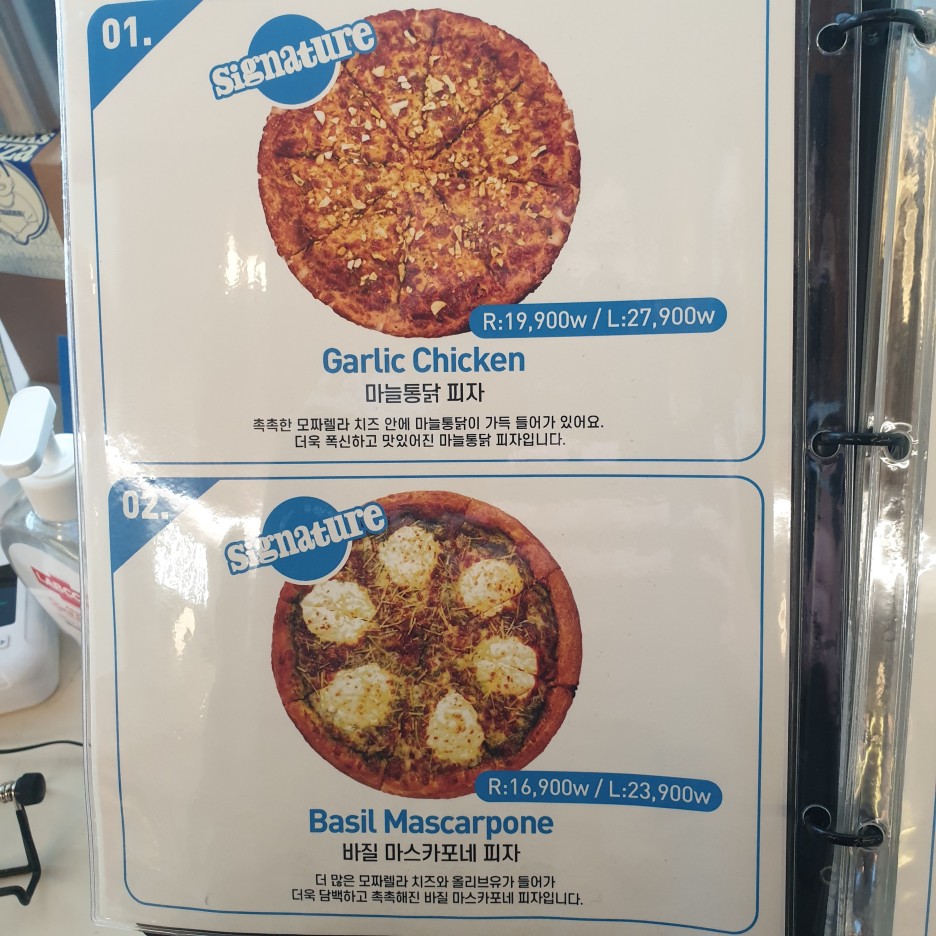 01.
Signature
R:19,900w / L:27,900w
Garlic Chicken
마늘통닭 피자
촉촉한 모짜렐라 치즈 안에 마늘통닭이 가득 들어가 있어요.
더욱 폭신하고 맛있어진 마늘통닭 피자입니다.
02.
Signature
R:16,900w / L:23,900w
Basil Mascarpone
바질 마스카포네 피자
더 많은 모짜렐라 치즈와 올리브유가 들어가
더욱 담백하고 촉촉해진 바질 마스카포네 피자입니다.